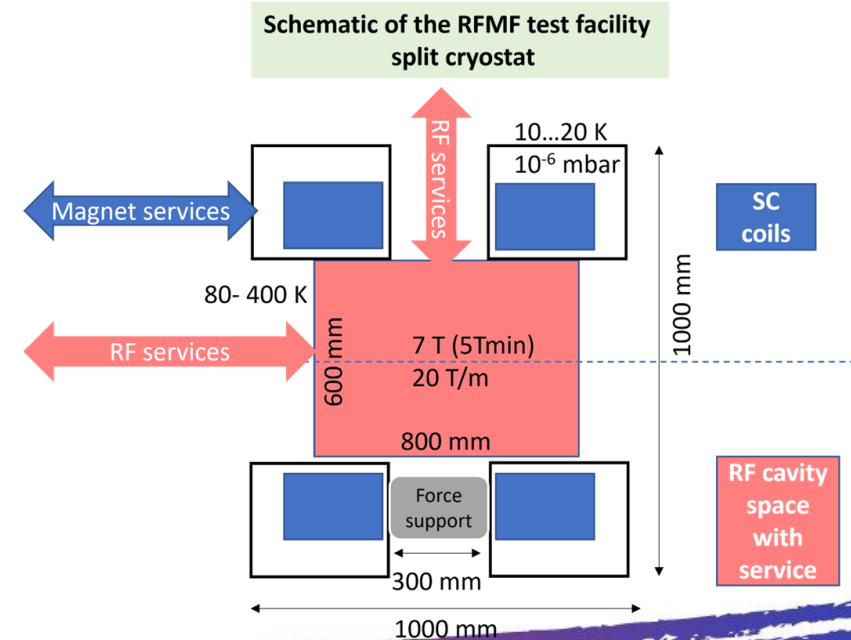 Schematic of the RFMF test facility
split cryostat
RF services
10...20 K
10⁻⁶ mbar
Magnet services
SC
coils
80- 400 K
1000 mm
RF services
600 mm
7 T (5Tmin)
20 T/m
800 mm
RF cavity
space
with
service
Force
support
300 mm
1000 mm